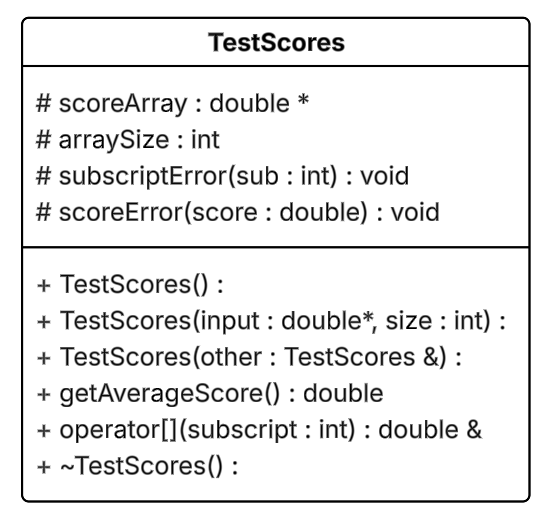 TestScores
# scoreArray : double *
# arraySize : int
# subscriptError(sub : int) : void
# scoreError(score : double) : void
+ TestScores() :
+ TestScores(input : double*, size : int) :
+ TestScores(other : TestScores &) :
+ getAverageScore() : double
+ operator[](subscript : int) : double &
+ ~TestScores() :